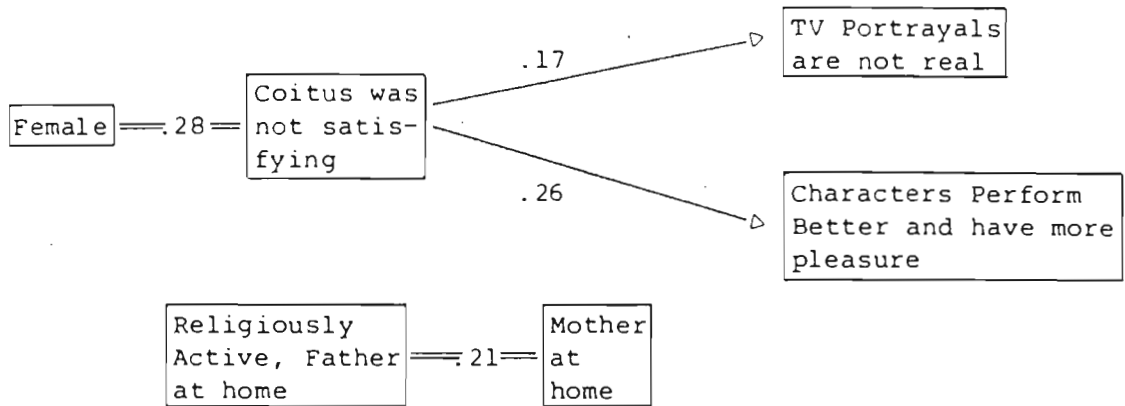 TV Portrayals
are not real
.17
Coitus was
not satis-
fying
Female
.28
.26
Characters Perform
Better and have more
pleasure
Religiously
Active, Father
at home
.21
Mother
at
home